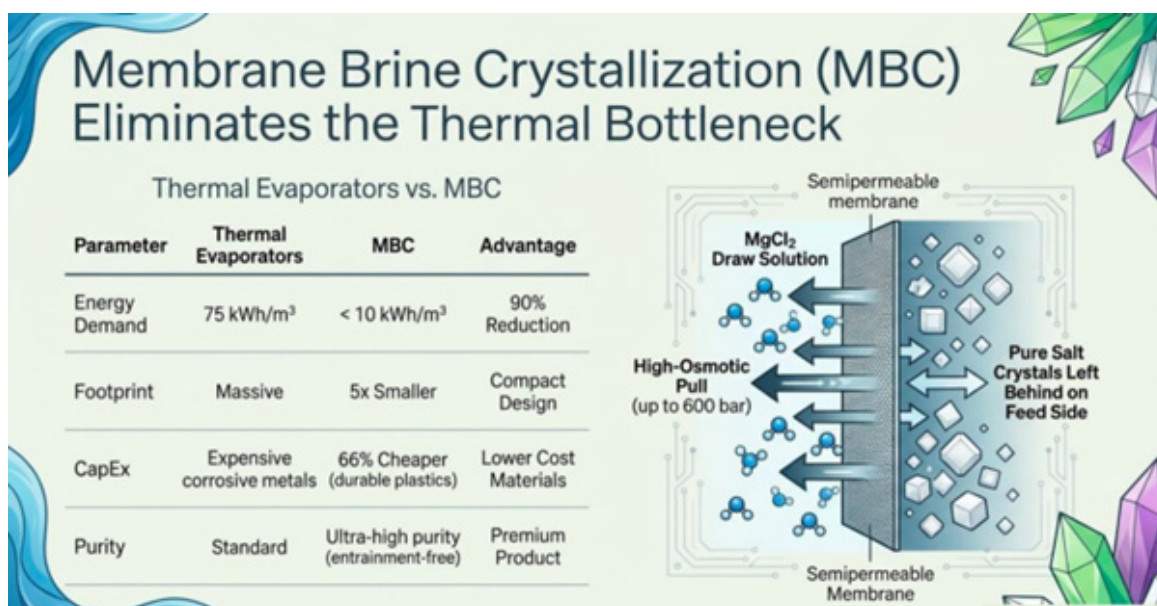 Membrane Brine Crystallization (MBC)
Eliminates the Thermal Bottleneck
Thermal Evaporators vs. MBC
Parameter
Thermal
Evaporators
MBC
Advantage
Energy
Demand
75 kWh/m³
< 10 kWh/m³
90%
Reduction
Footprint
Massive
5x Smaller
Compact
Design
CapEx
Expensive
corrosive metals
66% Cheaper
(durable plastics)
Lower Cost
Materials
Purity
Standard
Ultra-high purity
(entrainment-free)
Premium
Product
Semipermeable
membrane
MgCl₂
Draw Solution
High-Osmotic
Pull
(up to 600 bar)
Pure Salt
Crystals Left
Behind on
Feed Side
Semipermeable
Membrane